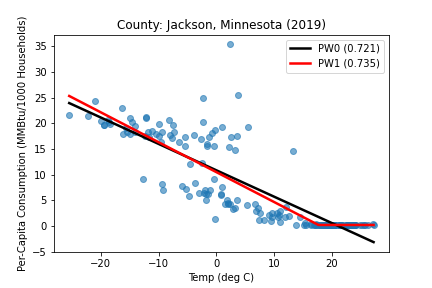 County: Jackson, Minnesota (2019)
Per-Capita Consumption (MMBtu/1000 Households)
35
30
25
20
15
10
5
0
−5
PW0 (0.721)
PW1 (0.735)
−20
−10
0
10
20
Temp (deg C)